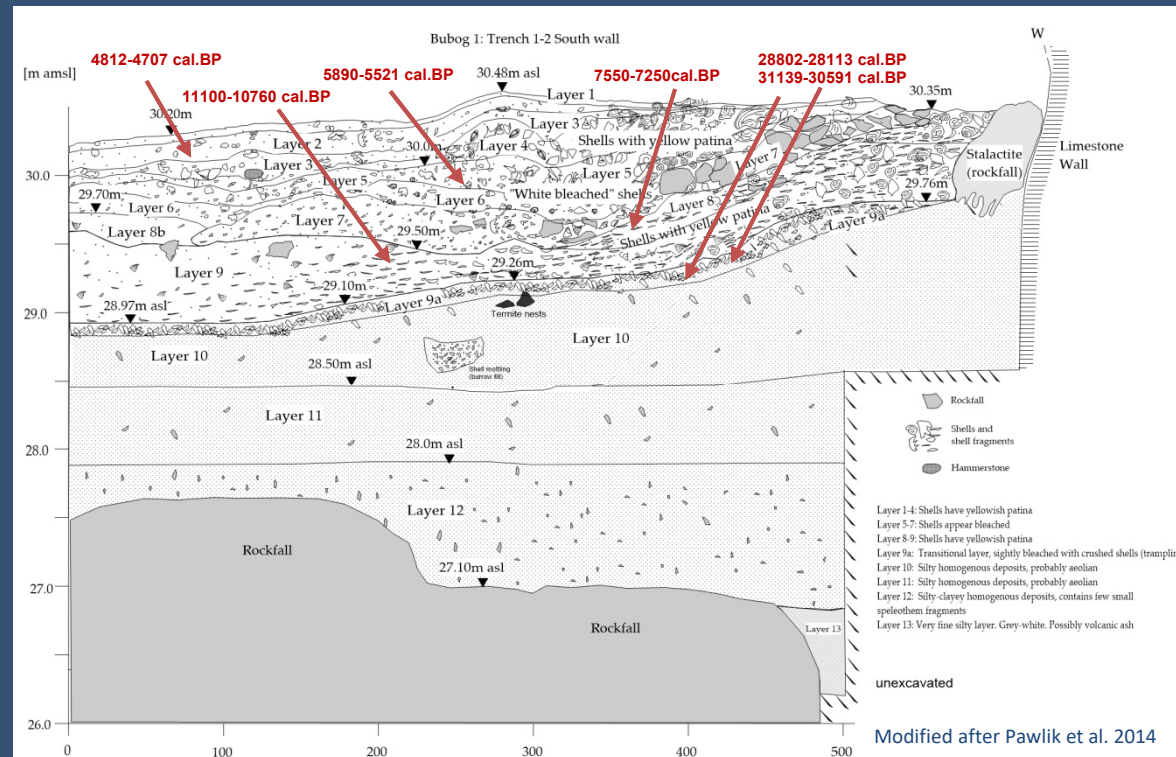 Bubog 1: Trench 1-2 South wall
W
4812-4707 cal.BP
5890-5521 cal.BP
7550-7250cal.BP
28802-28113 cal.BP
31139-30591 cal.BP
[m amsl]
11100-10760 cal.BP
30.48m asl
30.35m
Layer 1
30.20m
Layer 3
Layer 2
30.0m
Layer 4
Shells with yellow patina
Limestone
Wall
Stalactite
(rockfall)
30.0
Layer 3
Layer 5
Layer 7
Layer 5
"White bleached" shells
29.76m
29.70m
Layer 6
Layer 6
Layer 8
Layer 7
Shells with yellow patina
Layer 9a
Layer 8b
29.50m
Layer 9
29.26m
29.10m
Layer 9a
28.97m asl
Termite nests
29.0
Layer 10
Layer 10
28.50m asl
Shell mottling
(burrow fill)
Rockfall
Layer 11
Shells and
shell fragments
28.0m asl
28.0
Hammerstone
Layer 12
Layer 1-4: Shells have yellowish patina
Layer 5-7: Shells appear bleached
Layer 8-9: Shells have yellowish patina
Layer 9a: Transitional layer, sightly bleached with crushed shells (tramplin
Layer 10: Silty homogenous deposits, probably aeolian
Layer 11: Silty homogenous deposits, probably aeolian
Layer 12: Silty-clayey homogenous deposits, contains few small
speleothem fragments
Layer 13: Very fine silty layer. Grey-white. Possibly volcanic ash
Rockfall
27.10m asl
27.0
Rockfall
Layer 13
unexcavated
26.0
0 100 200 300 400 500
Modified after Pawlik et al. 2014